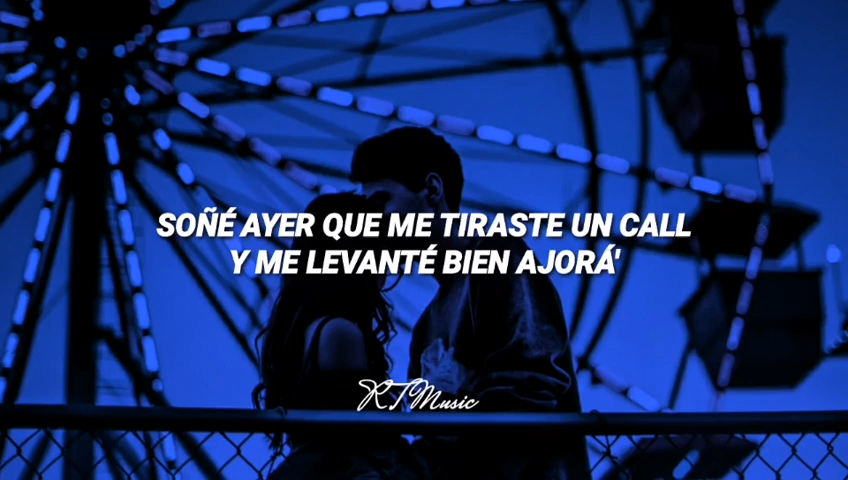 SOÑÉ AYER QUE ME TIRASTE UN CALL
Y ME LEVANTÉ BIEN AJORÁ'
RTMusic